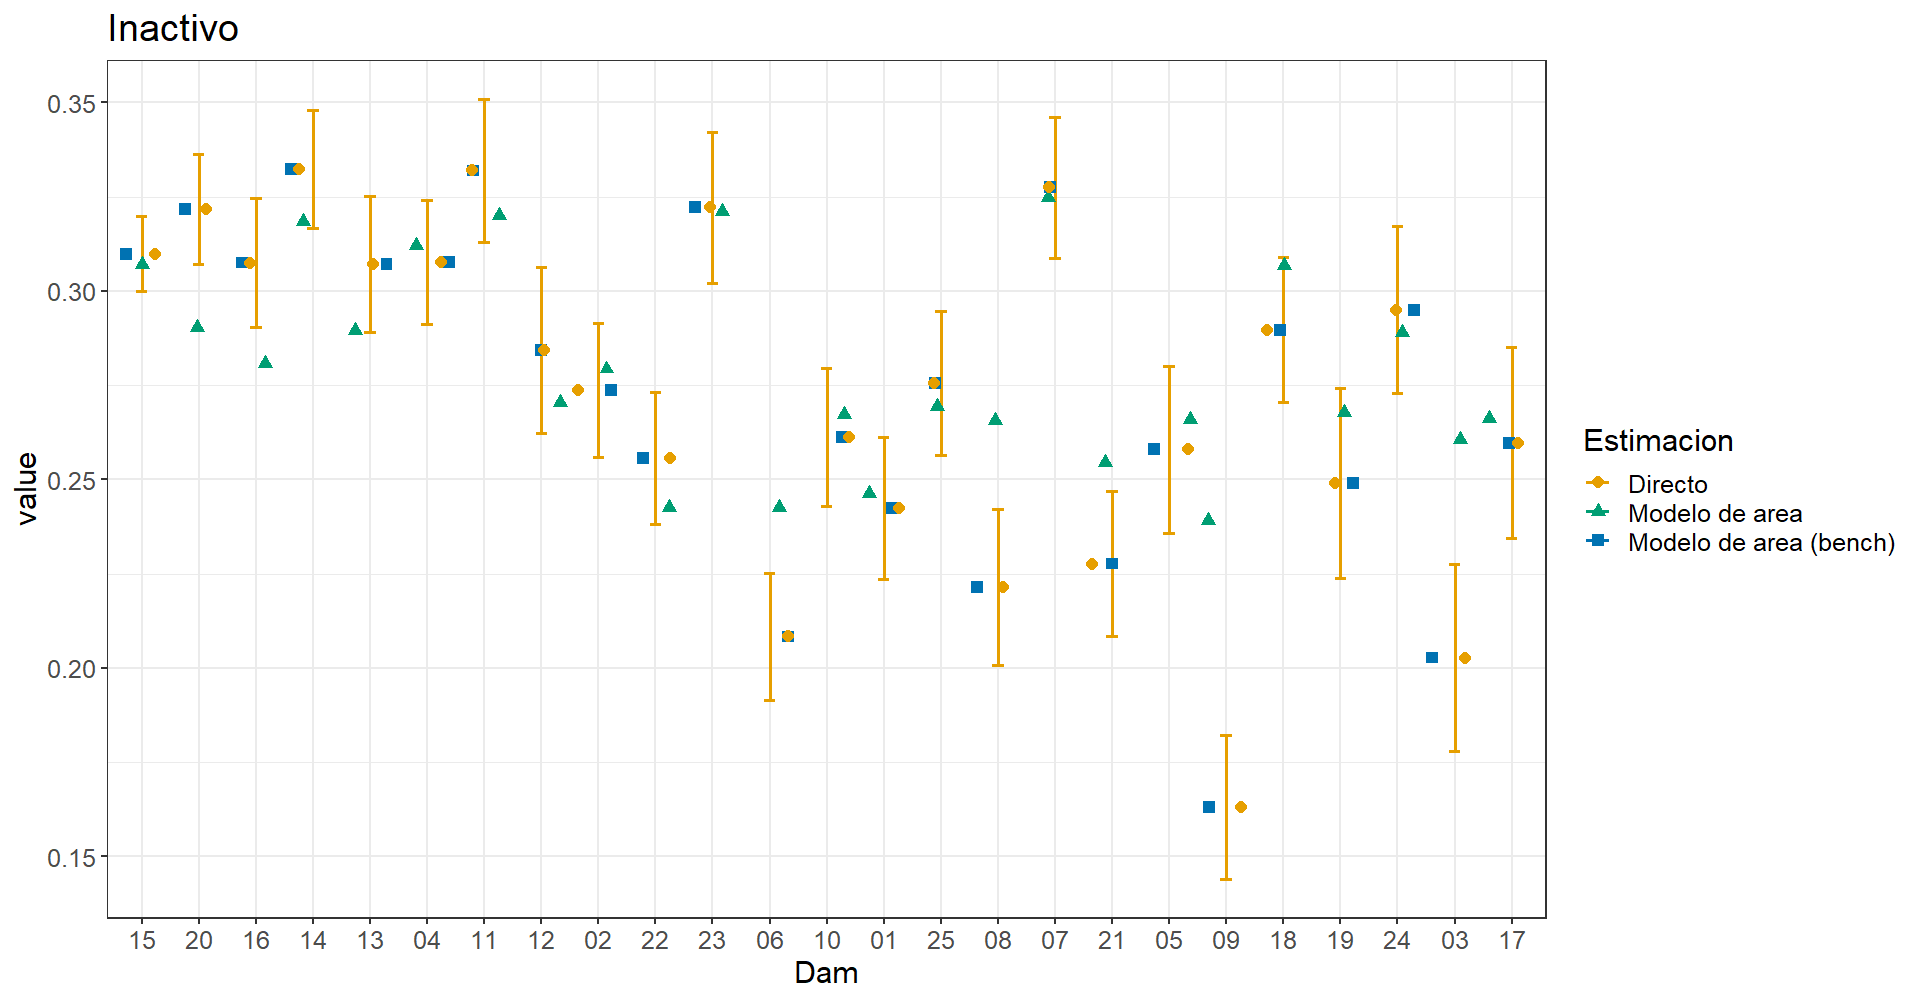 Inactivo
value
0.35
0.30
0.25
0.20
0.15
15 20 16 14 13 04 11 12 02 22 23 06 10 01 25 08 07 21 05 09 18 19 24 03 17
Dam
Estimacion
Directo
Modelo de area
Modelo de area (bench)